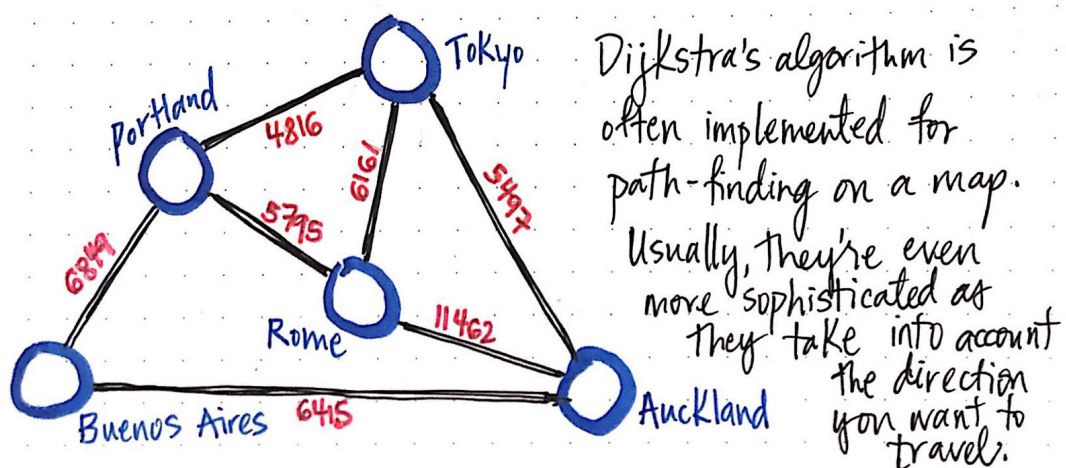 Tokyo
Portland
4816
6161
5497
5795
6849
Rome
11462
Buenos Aires
6415
Auckland
Dijkstra's algorithm is
often implemented for
path-finding on a map.
Usually, they're even
more sophisticated as
they take into account
the direction
you want to
travel.